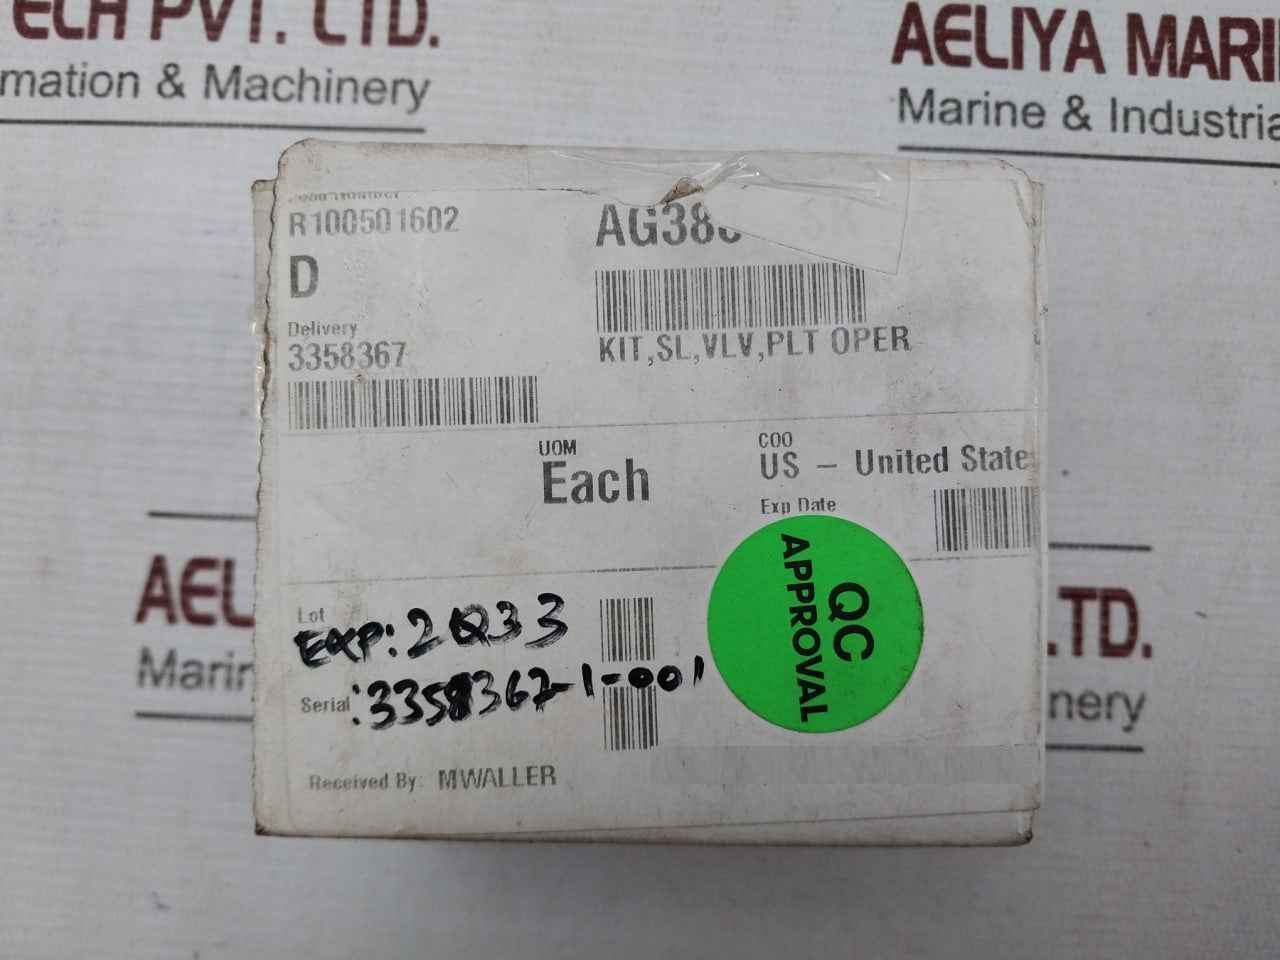 ECH PVT. LTD.
mation & Machinery
AELIYA MARI
Marine & Industria
R100501602
D
Delivery
3358367
AG38
KIT,SL,VLV,PLT OPER
UOM
Each
COO
US – United State
Exp Date
QC
APPROVAL
Lot
EXP: 2Q33
Serial
:3358367-1-001
Received By: MWALLER
AEL
Marin
LTD.
nery